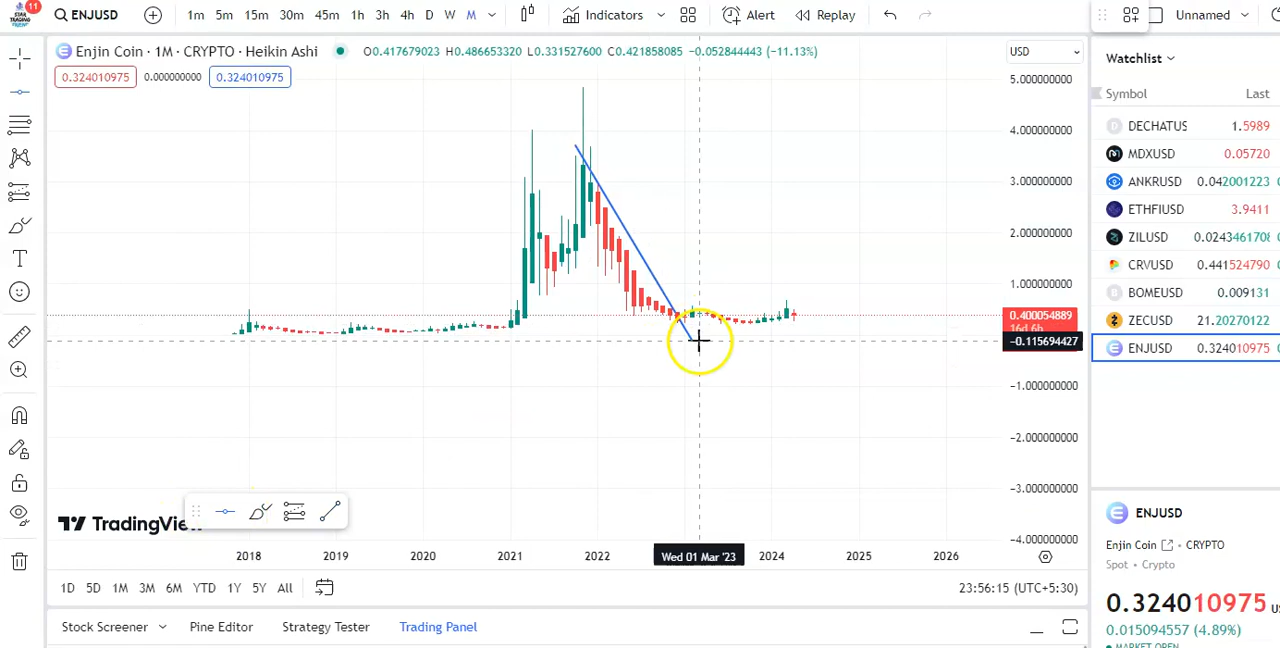 11
STAR TRADING
ENJUSD
1m 5m 15m 30m 45m 1h 3h 4h D W M
Indicators
Alert
Replay
Unnamed
Enjin Coin · 1M · CRYPTO · Heikin Ashi
O0.417679023 H0.486653320 L0.331527600 C0.421858085 −0.052844443 (−11.13%)
0.324010975 0.000000000 0.324010975
USD
5.000000000
4.000000000
3.000000000
2.000000000
1.000000000
0.400054889
16d 6h
−0.115694427
−1.000000000
−2.000000000
−3.000000000
−4.000000000
TradingVie
2018 2019 2020 2021 2022 Wed 01 Mar '23 2024 2025 2026
1D 5D 1M 3M 6M YTD 1Y 5Y All
23:56:15 (UTC+5:30)
Stock Screener Pine Editor Strategy Tester Trading Panel
Watchlist
Symbol Last
DECHATUS 1.5989
MDXUSD 0.05720
ANKRUSD 0.042001223
ETHFIUSD 3.9411
ZILUSD 0.0243461708
CRVUSD 0.441524790
BOMEUSD 0.009131
ZECUSD 21.20270122
ENJUSD 0.324010975
ENJUSD
Enjin Coin • CRYPTO
Spot • Crypto
0.324010975
0.015094557 (4.89%)
MARKET OPEN